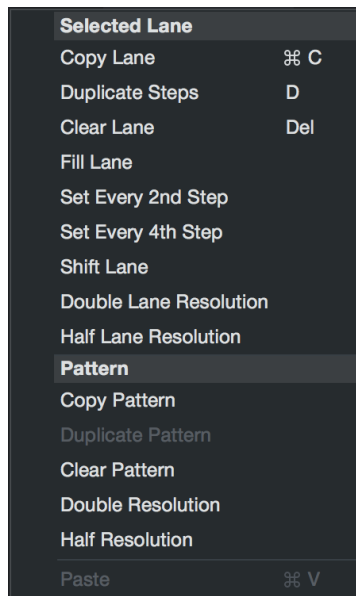 Selected Lane
Copy Lane ⌘ C
Duplicate Steps D
Clear Lane Del
Fill Lane
Set Every 2nd Step
Set Every 4th Step
Shift Lane
Double Lane Resolution
Half Lane Resolution
Pattern
Copy Pattern
Duplicate Pattern
Clear Pattern
Double Resolution
Half Resolution
Paste ⌘ V